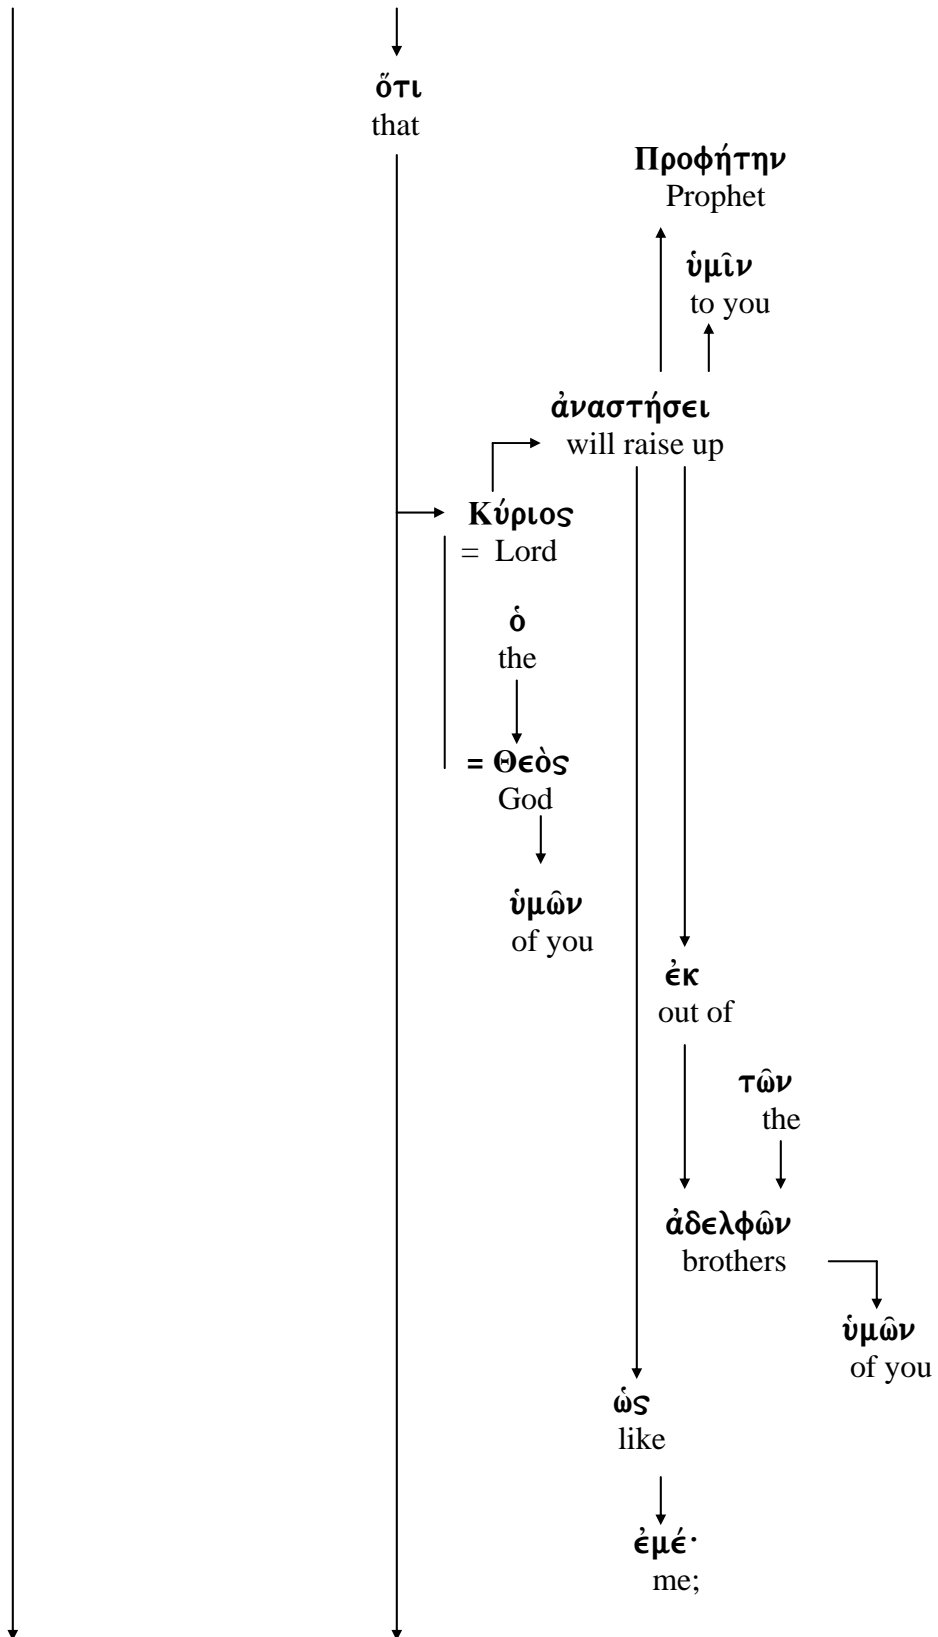 ὅτι
that
Προφήτην
Prophet
ὑμῖν
to you
ἀναστήσει
will raise up
Κύριος
= Lord
ὁ
the
= Θεὸς
God
ὑμῶν
of you
ἐκ
out of
τῶν
the
ἀδελφῶν
brothers
ὑμῶν
of you
ὡς
like
ἐμέ·
me;